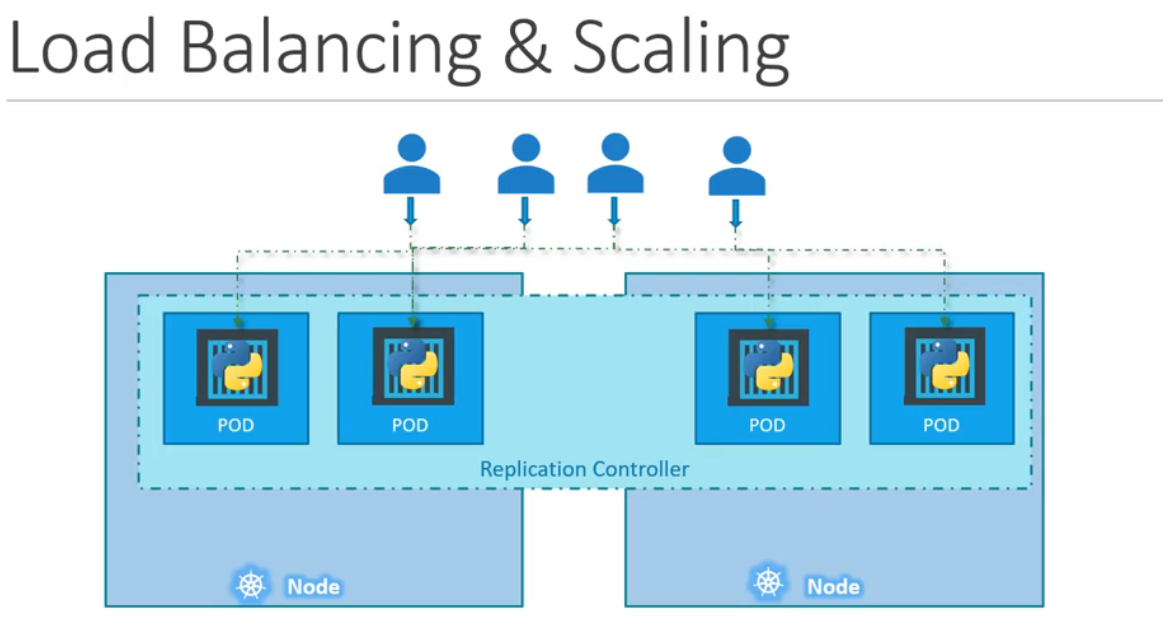 Load Balancing & Scaling
POD
POD
POD
POD
Replication Controller
Node
Node